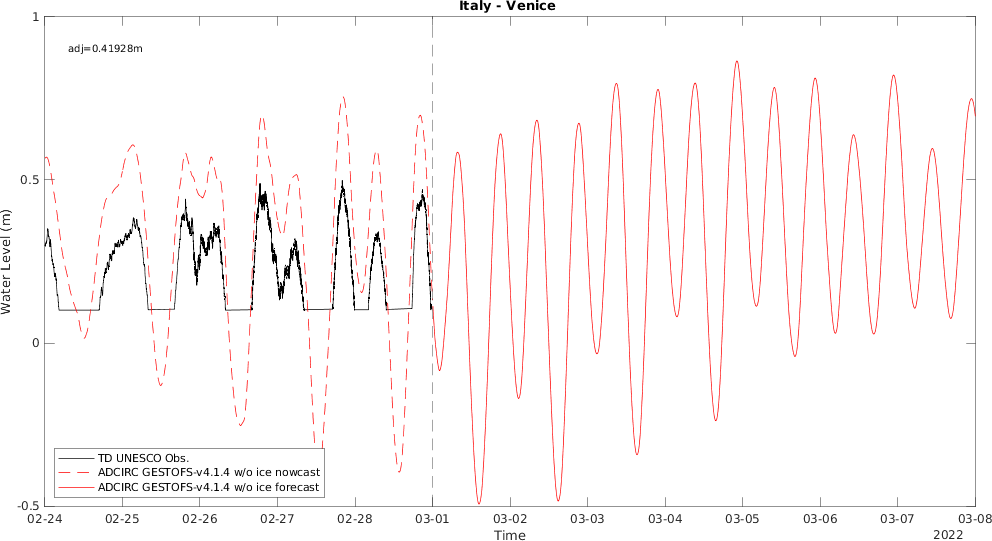 Italy - Venice
adj=0.41928m
Water Level (m)
1
0.5
0
-0.5
TD UNESCO Obs.
ADCIRC GESTOFS-v4.1.4 w/o ice nowcast
ADCIRC GESTOFS-v4.1.4 w/o ice forecast
02-24 02-25 02-26 02-27 02-28 03-01 03-02 03-03 03-04 03-05 03-06 03-07 03-08
Time
2022